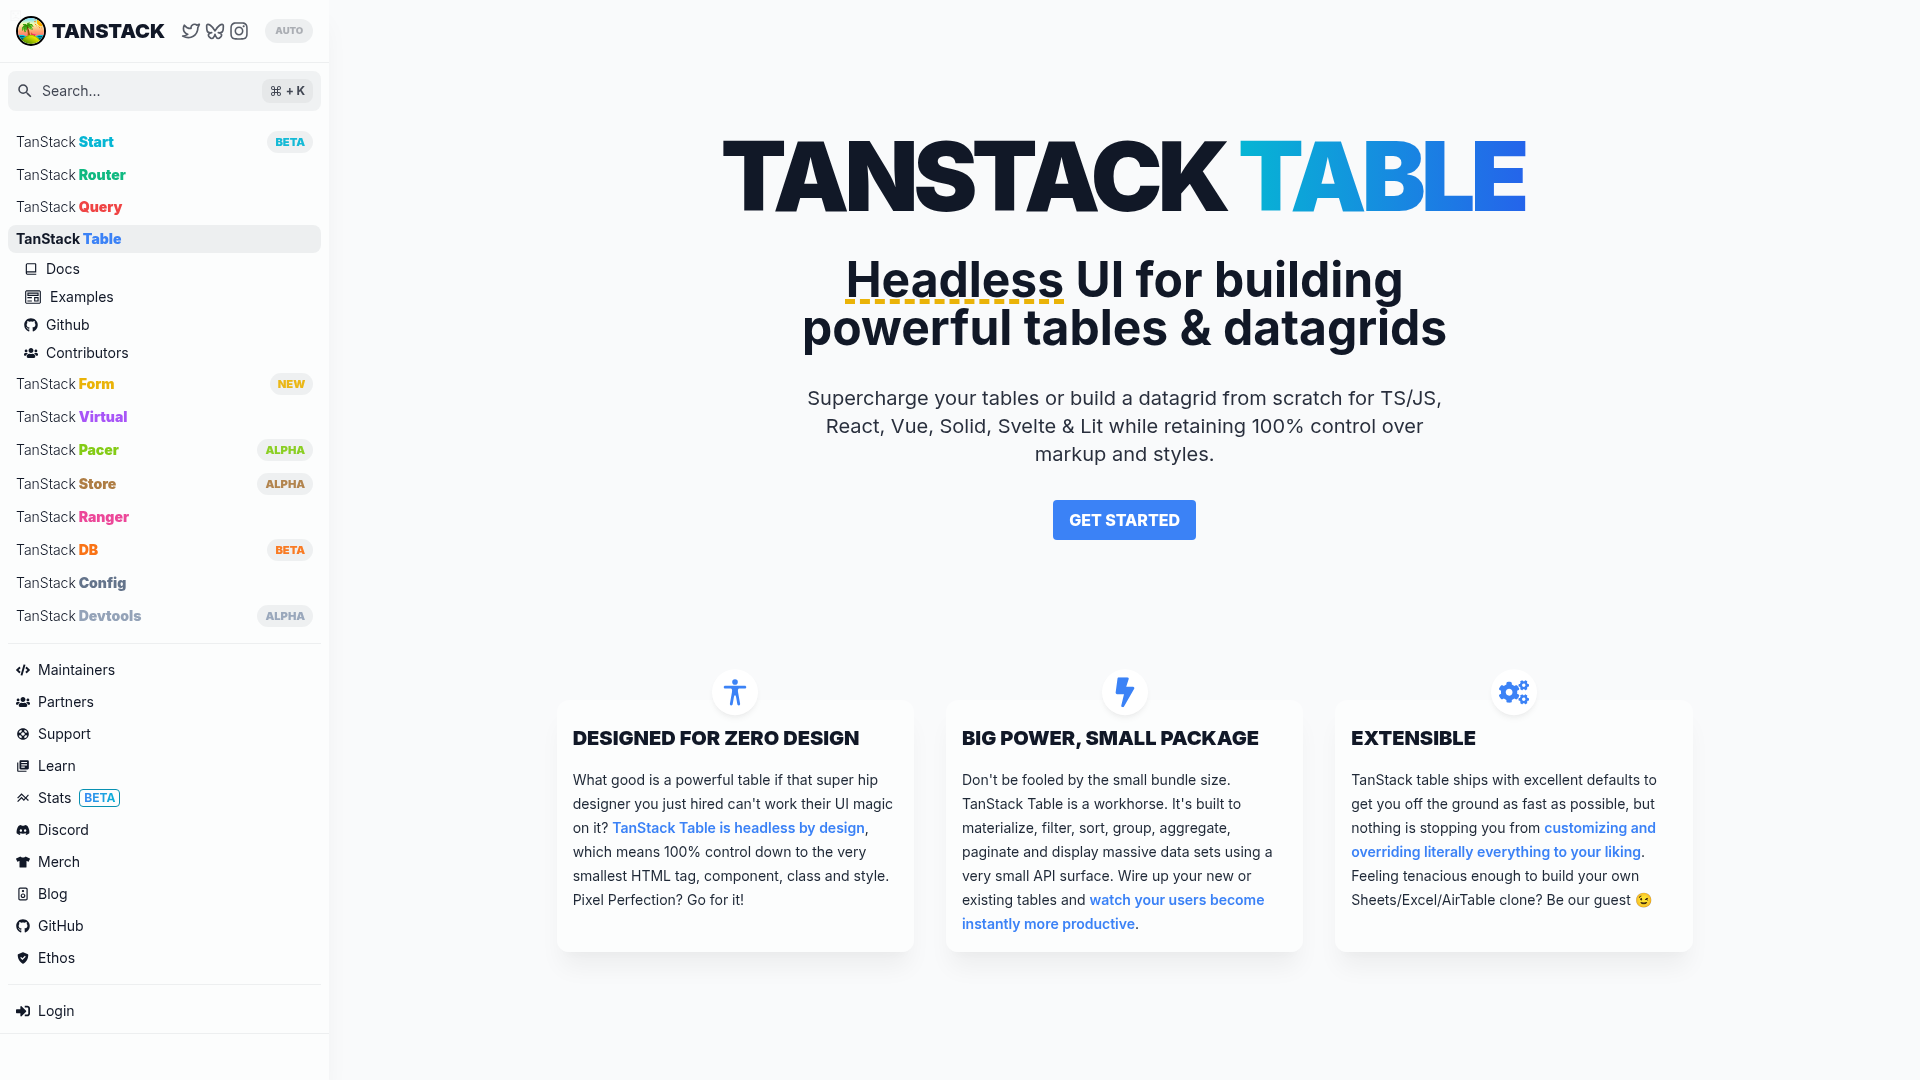 TANSTACK
AUTO
Search...
⌘ + K
TanStack Start BETA
TanStack Router
TanStack Query
TanStack Table
Docs
Examples
Github
Contributors
TanStack Form NEW
TanStack Virtual
TanStack Pacer ALPHA
TanStack Store ALPHA
TanStack Ranger
TanStack DB BETA
TanStack Config
TanStack Devtools ALPHA
Maintainers
Partners
Support
Learn
Stats BETA
Discord
Merch
Blog
GitHub
Ethos
Login
TANSTACK TABLE
Headless UI for building
powerful tables & datagrids
Supercharge your tables or build a datagrid from scratch for TS/JS,
React, Vue, Solid, Svelte & Lit while retaining 100% control over
markup and styles.
GET STARTED
DESIGNED FOR ZERO DESIGN
What good is a powerful table if that super hip
designer you just hired can't work their UI magic
on it? TanStack Table is headless by design,
which means 100% control down to the very
smallest HTML tag, component, class and style.
Pixel Perfection? Go for it!
BIG POWER, SMALL PACKAGE
Don't be fooled by the small bundle size.
TanStack Table is a workhorse. It's built to
materialize, filter, sort, group, aggregate,
paginate and display massive data sets using a
very small API surface. Wire up your new or
existing tables and watch your users become
instantly more productive.
EXTENSIBLE
TanStack table ships with excellent defaults to
get you off the ground as fast as possible, but
nothing is stopping you from customizing and
overriding literally everything to your liking.
Feeling tenacious enough to build your own
Sheets/Excel/AirTable clone? Be our guest 😉